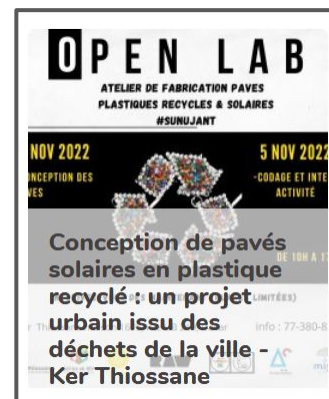 OPEN LAB
ATELIER DE FABRICATION PAVES
PLASTIQUES RECYCLES & SOLAIRES
#SUNUJANT
NOV 2022
5 NOV 2022
ONCEPTION DES
-CODAGE ET INTE
VES
ACTIVITÉ
DE 10H A 1
Conception de pavés
solaires en plastique
recyclé : un projet
LIMITÉES)
urbain issu des
info : 77-380-8
déchets de la ville -
Ker Thiossane